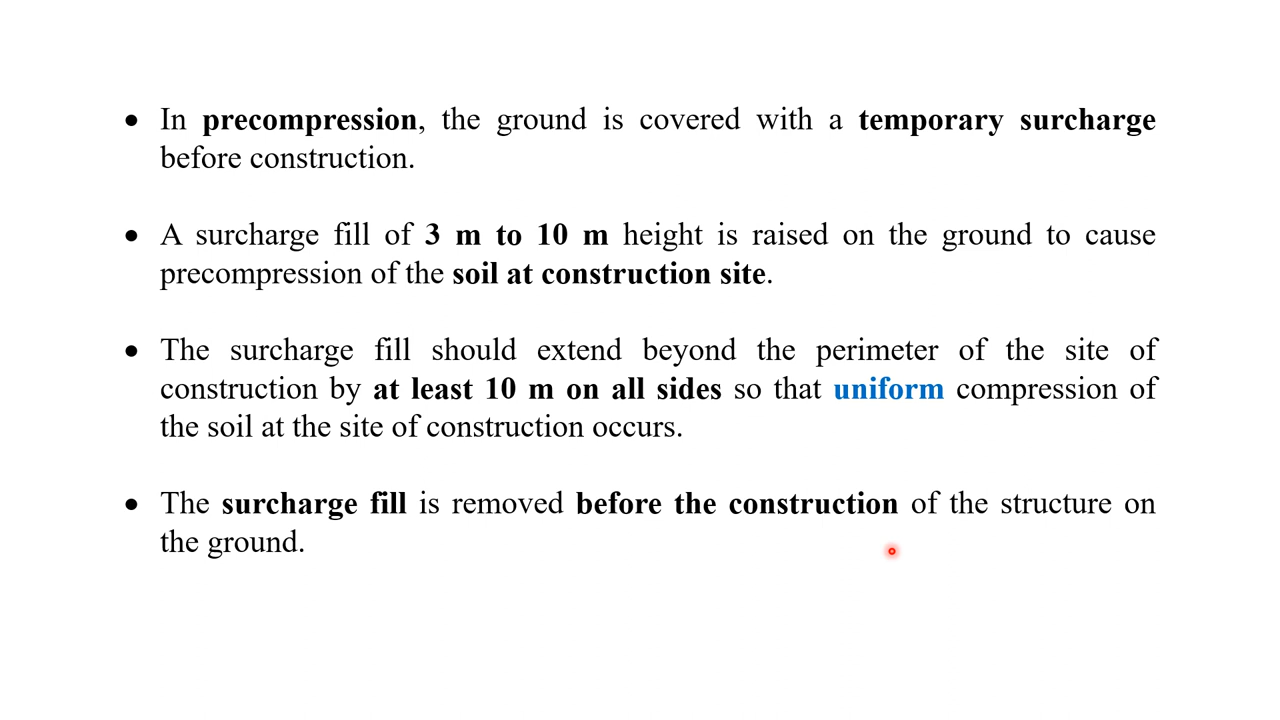 • In precompression, the ground is covered with a temporary surcharge
before construction.
• A surcharge fill of 3 m to 10 m height is raised on the ground to cause
precompression of the soil at construction site.
• The surcharge fill should extend beyond the perimeter of the site of
construction by at least 10 m on all sides so that uniform compression of
the soil at the site of construction occurs.
• The surcharge fill is removed before the construction of the structure on
the ground.